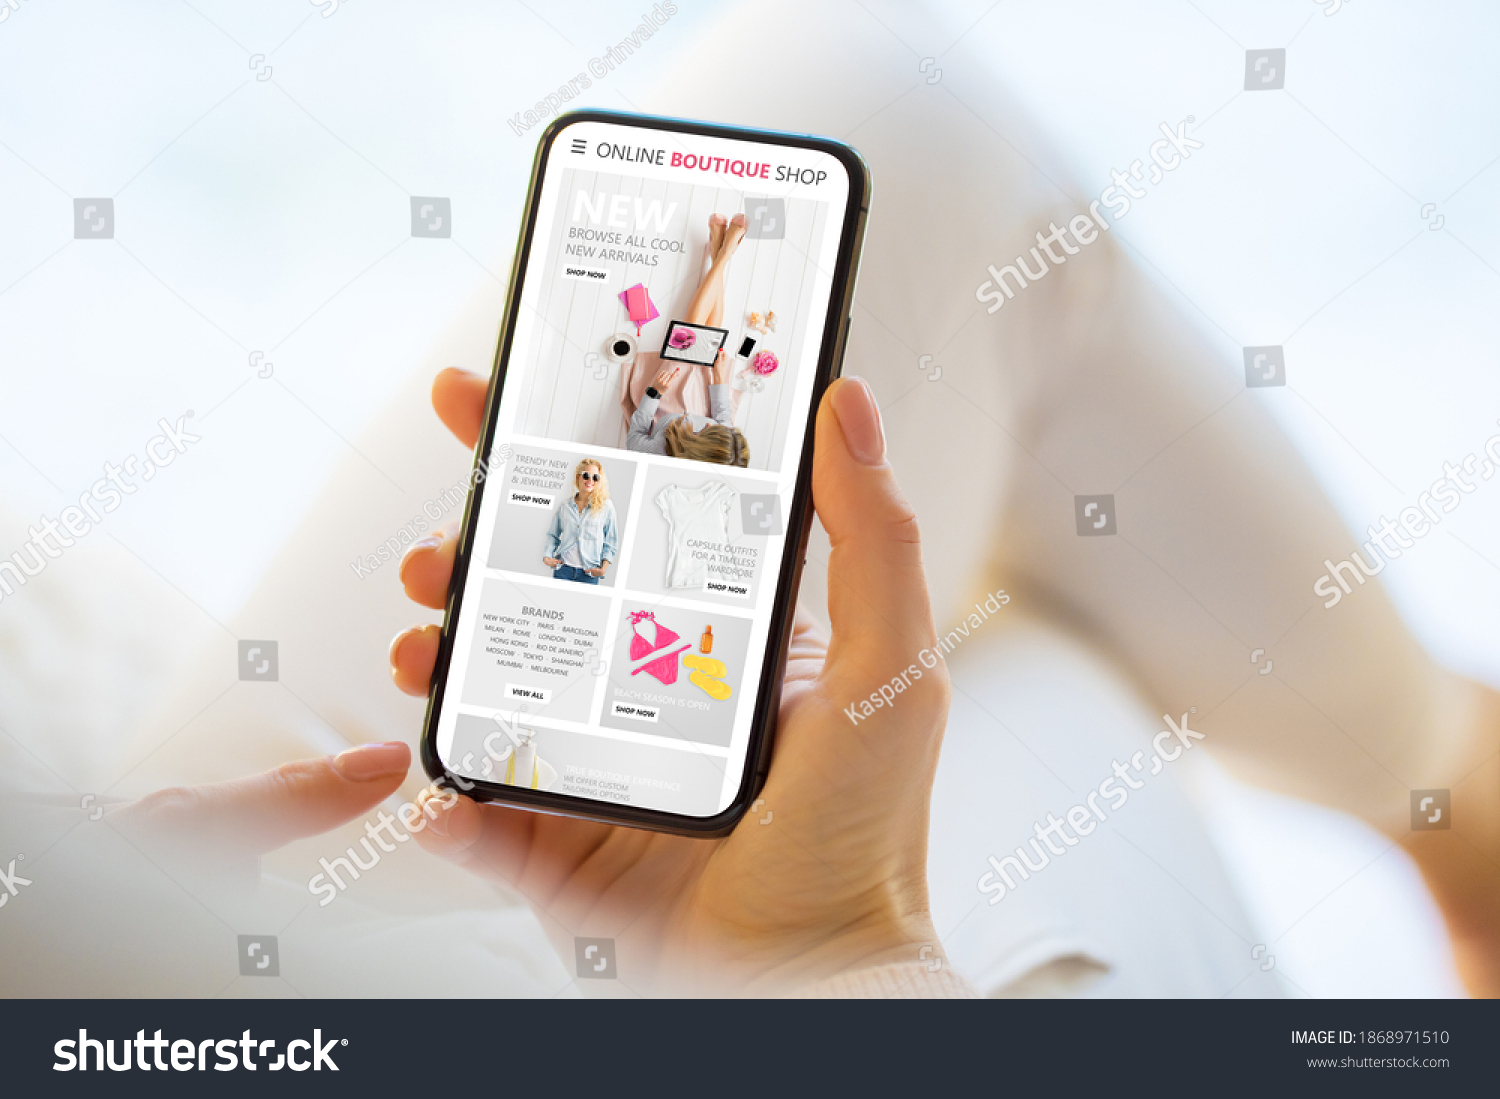 ONLINE BOUTIQUE SHOP
NEW
BROWSE ALL COOL
NEW ARRIVALS
SHOP NOW
TRENDY NEW
ACCESSORIES
& JEWELLERY
SHOP NOW
CAPSULE OUTFITS
FOR A TIMELESS
WARDROBE
SHOP NOW
BRANDS
NEW YORK CITY · PARIS · BARCELONA
MILAN · ROME · LONDON · DUBAI
HONG KONG · RIO DE JANEIRO
MOSCOW · TOKYO · SHANGHAI
MUMBAI · MELBOURNE
VIEW ALL
BEACH SEASON IS OPEN
SHOP NOW
TRUE BOUTIQUE EXPERIENCE
WE OFFER CUSTOM
TAILORING OPTIONS
Kaspars Grinvalds
shutterstock
shutterstock
Kaspars Grinvalds
shutterstock
Kaspars Grinvalds
shutterstock
shutterstock
shutterstock
IMAGE ID: 1868971510
www.shutterstock.com